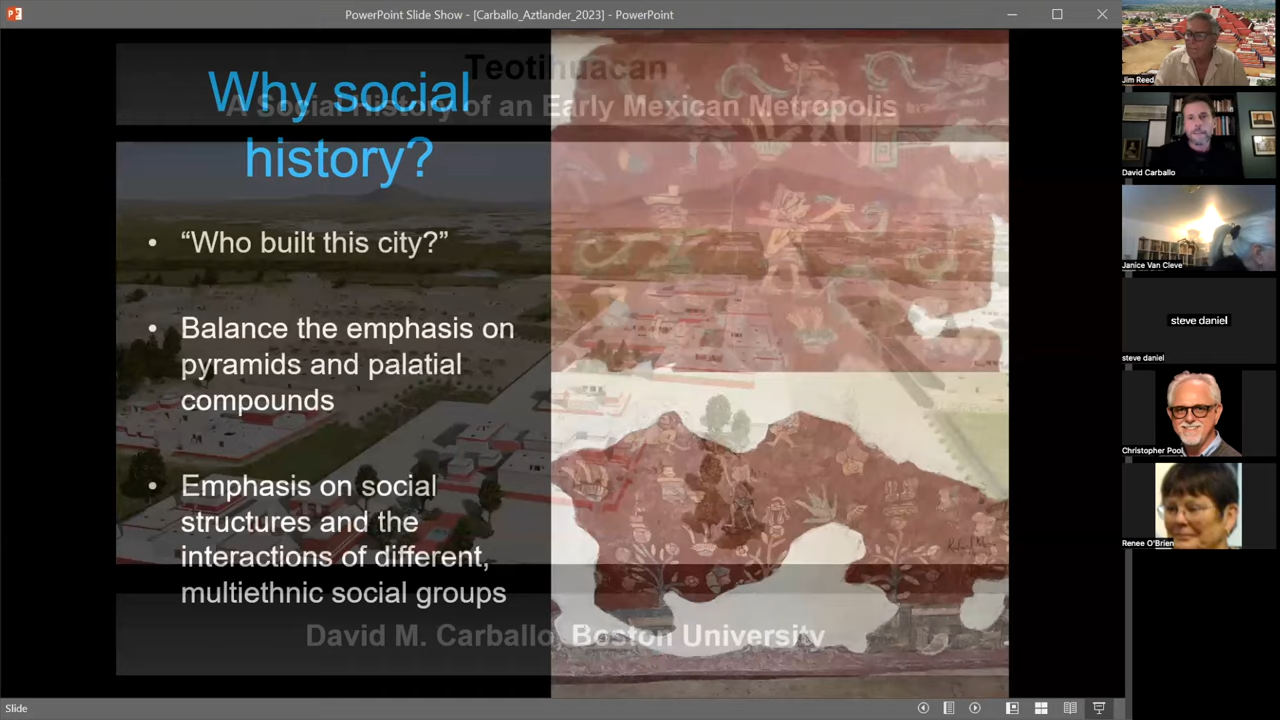 PowerPoint Slide Show - [Carballo_Aztlander_2023] - PowerPoint
Teotihuacan
A Social History of an Early Mexican Metropolis
Why social
history?
• “Who built this city?”
• Balance the emphasis on
pyramids and palatial
compounds
• Emphasis on social
structures and the
interactions of different,
multiethnic social groups
David M. Carballo, Boston University
Slide
Jim Reed
David Carballo
Janice Van Cleve
steve daniel
steve daniel
Christopher Pool
Renee O'Brien